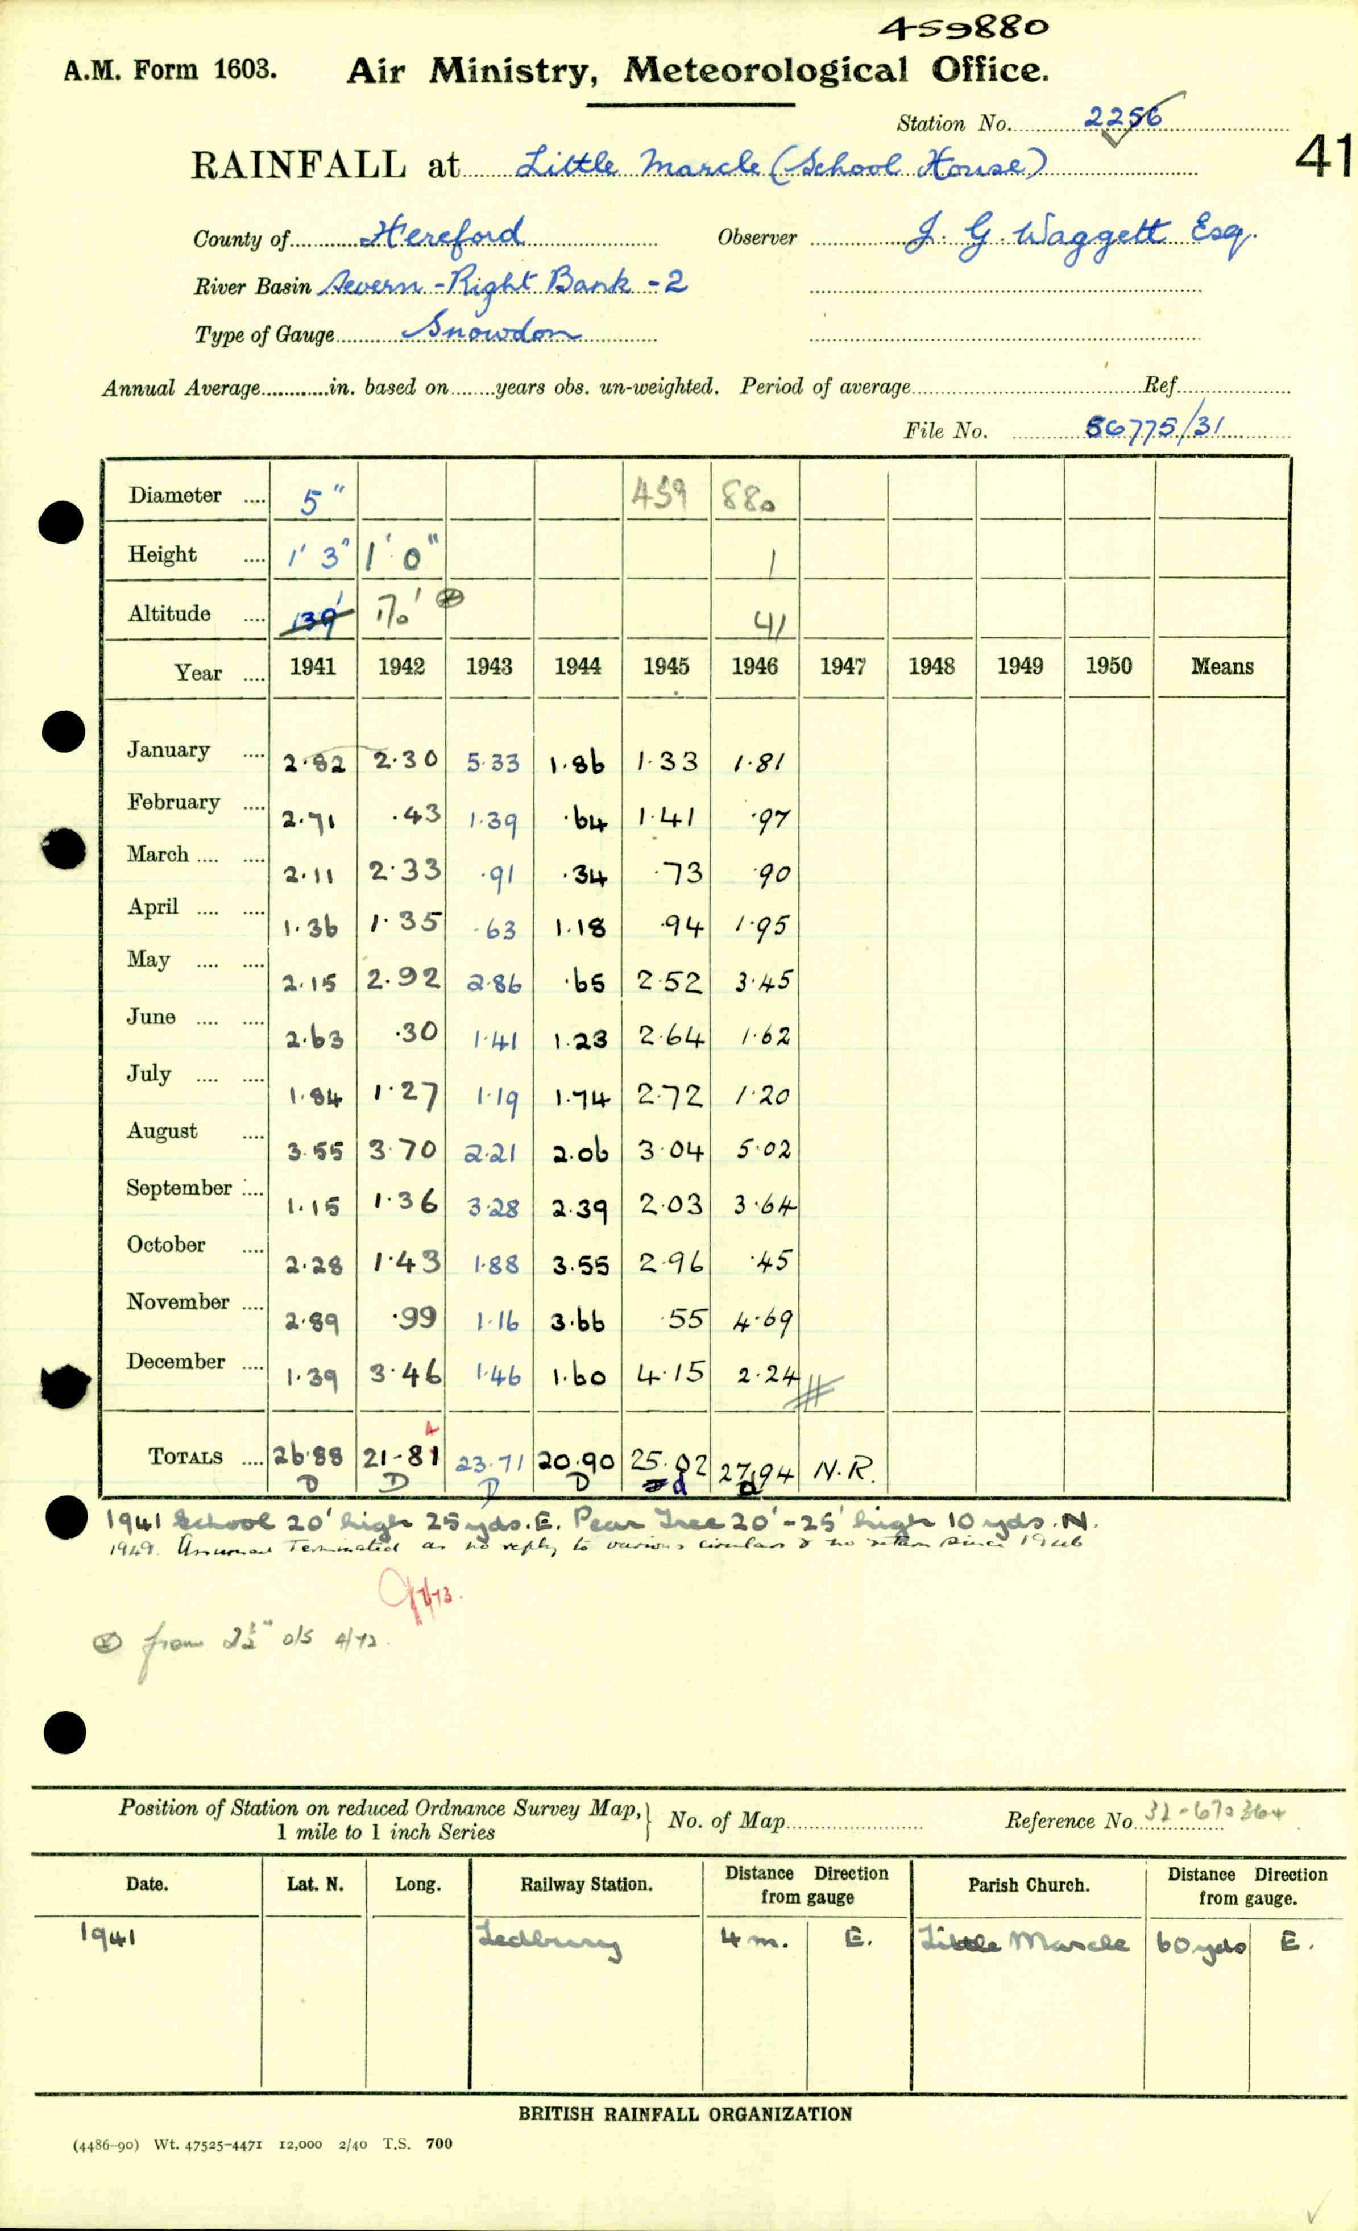 459880
A.M. Form 1603. Air Ministry, Meteorological Office.
Station No. 2256
41
RAINFALL at Little Marcle (School House)
County of Hereford Observer J. G. Waggett Esq.
River Basin Severn - Right Bank - 2
Type of Gauge Snowdon
Annual Average in. based on years obs. un-weighted. Period of average Ref.
File No. 86775/31
Diameter 5" 459 880
Height 1' 3" 1' 0" 1
Altitude 139' 170' 41
Year 1941 1942 1943 1944 1945 1946 1947 1948 1949 1950 Means
January 2.82 2.30 5.33 1.86 1.33 1.81
February 2.71 .43 1.39 .64 1.41 .97
March 2.11 2.33 .91 .34 .73 .90
April 1.36 1.35 .63 1.18 .94 1.95
May 2.15 2.92 2.86 .65 2.52 3.45
June 2.63 .30 1.41 1.23 2.64 1.62
July 1.84 1.27 1.19 1.74 2.72 1.20
August 3.55 3.70 2.21 2.06 3.04 5.02
September 1.15 1.36 3.28 2.39 2.03 3.64
October 2.28 1.43 1.88 3.55 2.96 .45
November 2.89 .99 1.16 3.66 .55 4.69
December 1.39 3.46 1.46 1.60 4.15 2.24
4
TOTALS 26.88 21.81 23.71 20.90 25.02 27.94 N.R.
D D D D d d
1941 School 20' high 25 yds. E. Pear Tree 20'-25' high 10 yds. N.
1949. Assumed Terminated as no reply to various circulars & no return since 1946
from 2½" o/s 4/72.
Position of Station on reduced Ordnance Survey Map, 1 mile to 1 inch Series No. of Map Reference No. 32-670364
Date. Lat. N. Long. Railway Station. Distance Direction from gauge Parish Church. Distance Direction from gauge.
1941 Ledbury 4 m. E. Little Marcle 60 yds E.
BRITISH RAINFALL ORGANIZATION
(4486-90) Wt. 47525-4471 12,000 2/40 T.S. 700